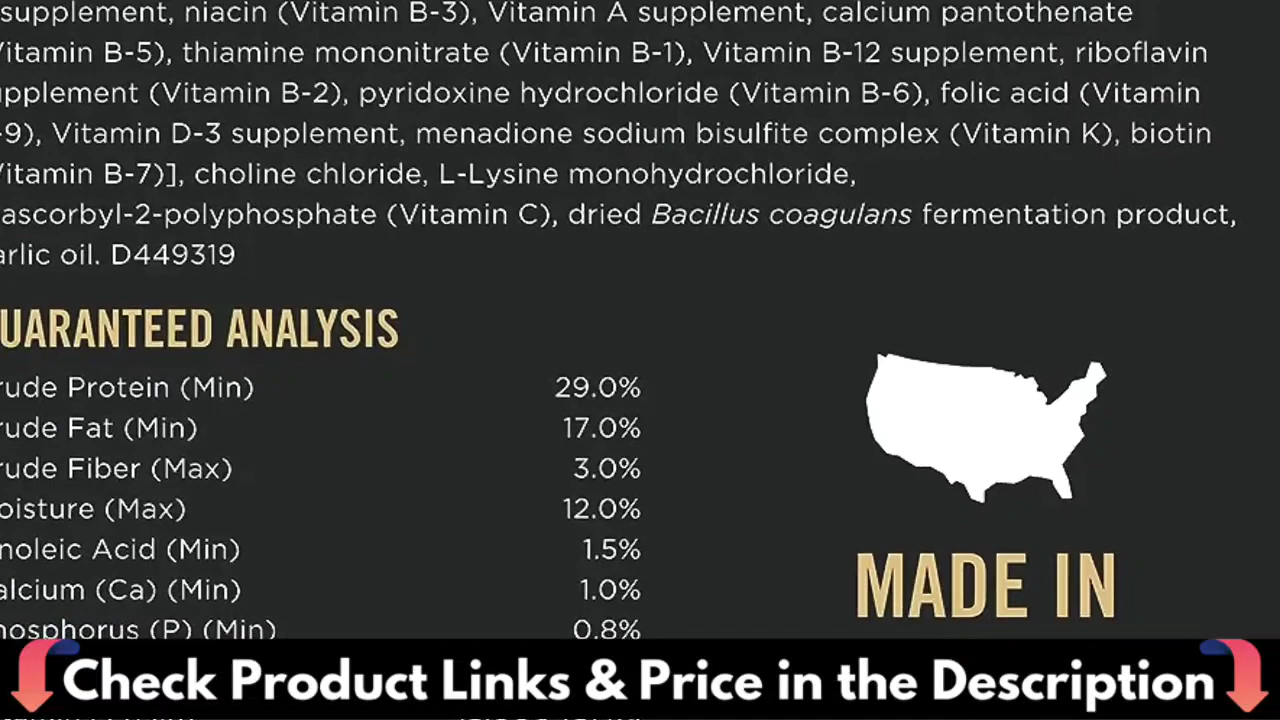 supplement, niacin (Vitamin B-3), Vitamin A supplement, calcium pantothenate
itamin B-5), thiamine mononitrate (Vitamin B-1), Vitamin B-12 supplement, riboflavin
pplement (Vitamin B-2), pyridoxine hydrochloride (Vitamin B-6), folic acid (Vitamin
-9), Vitamin D-3 supplement, menadione sodium bisulfite complex (Vitamin K), biotin
itamin B-7)], choline chloride, L-Lysine monohydrochloride,
ascorbyl-2-polyphosphate (Vitamin C), dried Bacillus coagulans fermentation product,
arlic oil. D449319
UARANTEED ANALYSIS
rude Protein (Min) 29.0%
rude Fat (Min) 17.0%
rude Fiber (Max) 3.0%
oisture (Max) 12.0%
noleic Acid (Min) 1.5%
alcium (Ca) (Min) 1.0%
hosphorus (P) (Min) 0.8%
MADE IN
Check Product Links & Price in the Description